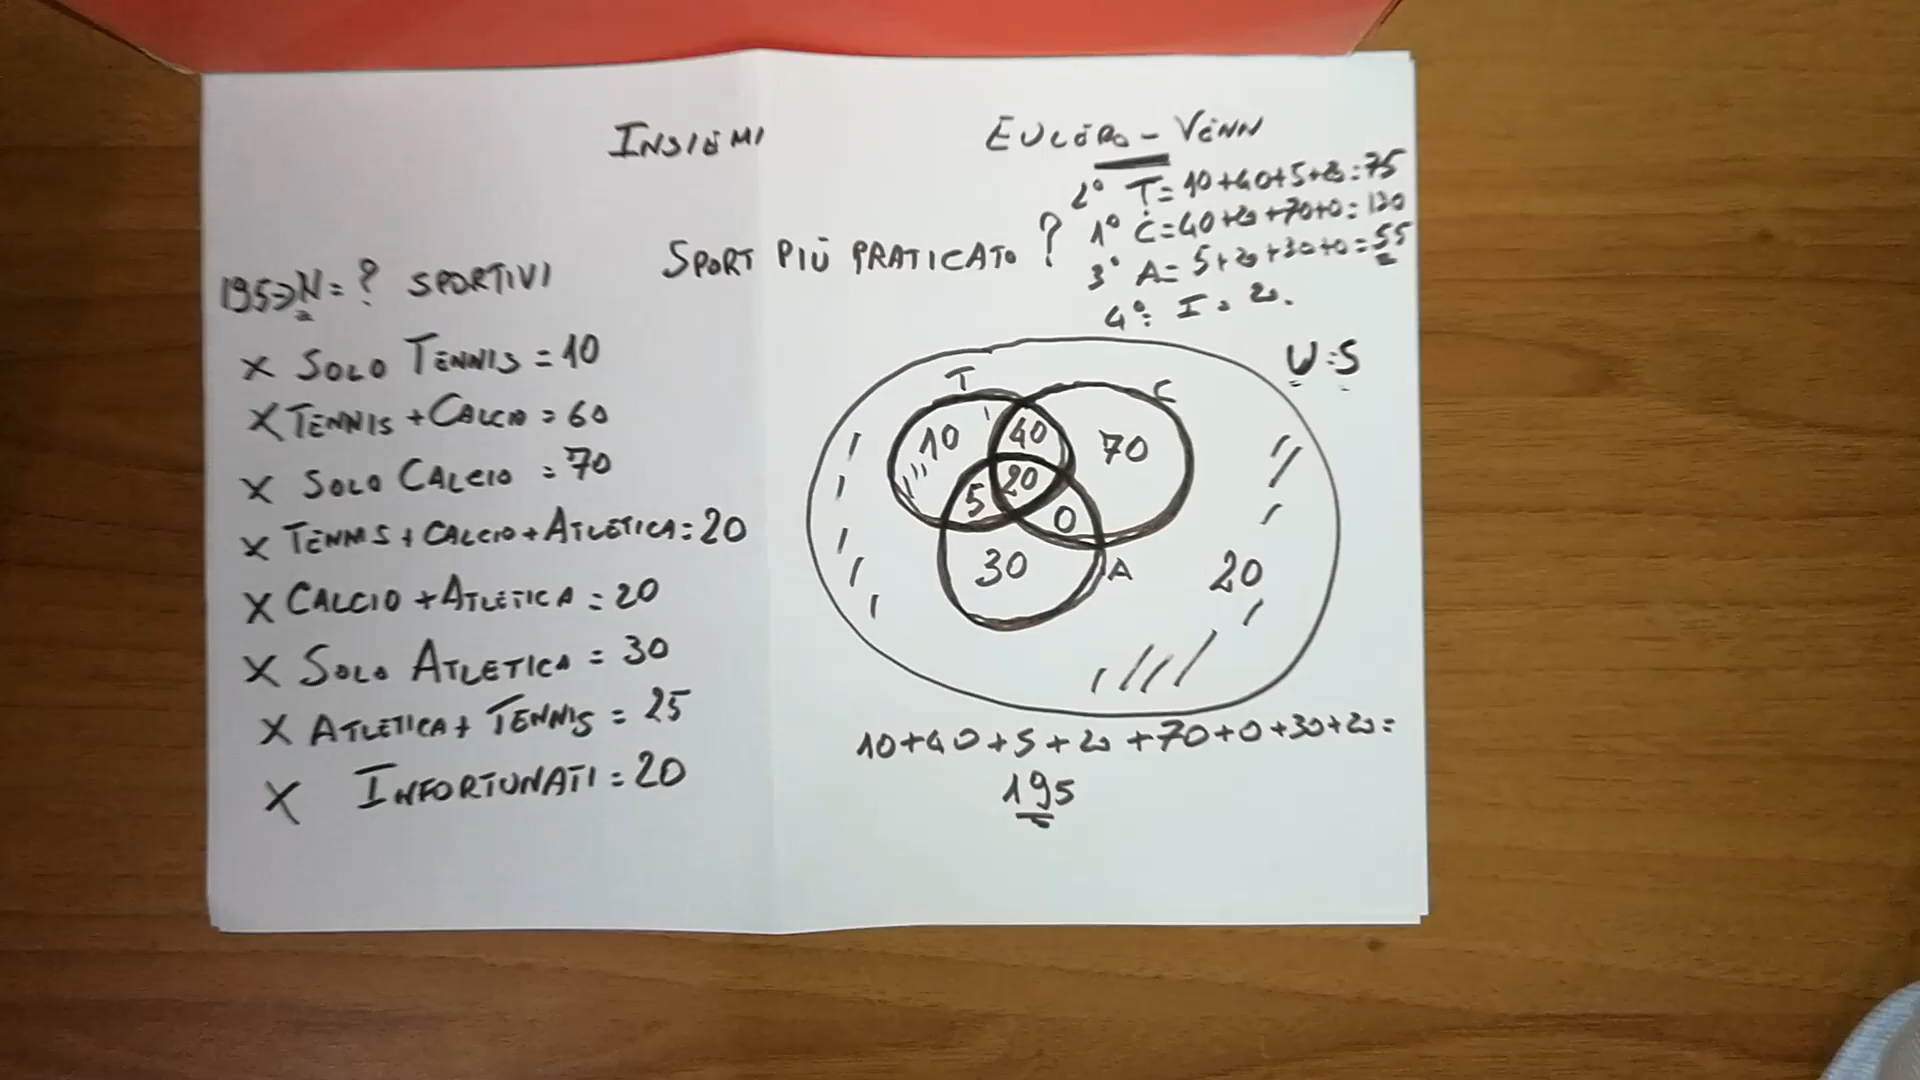 INSIEMI
EULERO - VENN
2° T = 10+40+5+20 = 75
1° C = 40+20+70+0 = 130
3° A = 5+20+30+0 = 55
4° = I = 20.
SPORT PIÙ PRATICATO ?
195 => N = ? SPORTIVI
X SOLO TENNIS = 10
X TENNIS + CALCIO = 60
X SOLO CALCIO = 70
X TENNIS + CALCIO + ATLETICA = 20
X CALCIO + ATLETICA = 20
X SOLO ATLETICA = 30
X ATLETICA + TENNIS = 25
X INFORTUNATI = 20
U = S
T
C
10
40
70
5
20
0
30
A
20
10+40+5+20+70+0+30+20=
195